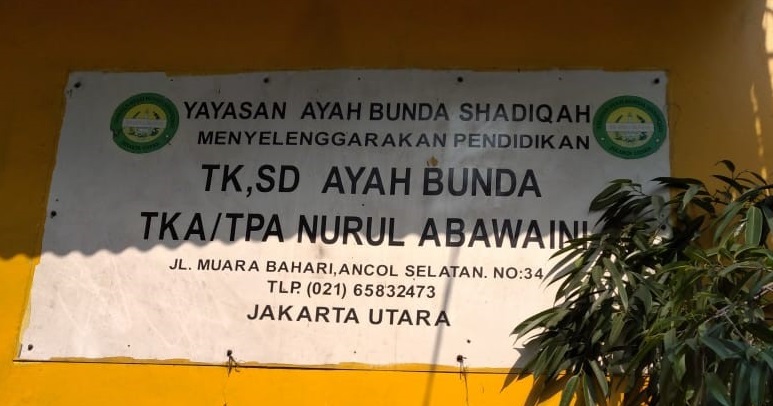 YAYASAN AYAH BUNDA SHADIQAH
MENYELENGGARAKAN PENDIDIKAN
TK,SD AYAH BUNDA
TKA/TPA NURUL ABAWAINI
JL. MUARA BAHARI,ANCOL SELATAN. NO:34
TLP. (021) 65832473
JAKARTA UTARA